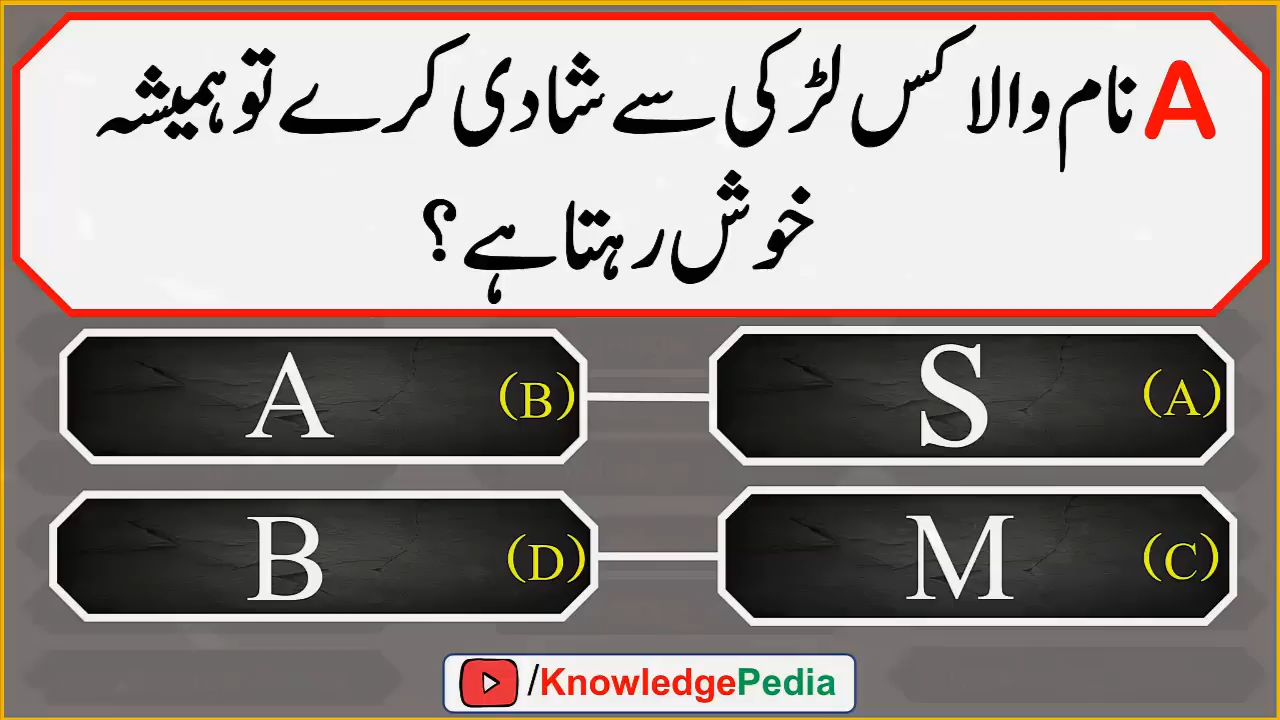 A نام والا کس لڑکی سے شادی کرے تو ہمیشہ
خوش رہتا ہے؟
(A) S
(B) A
(C) M
(D) B
/KnowledgePedia